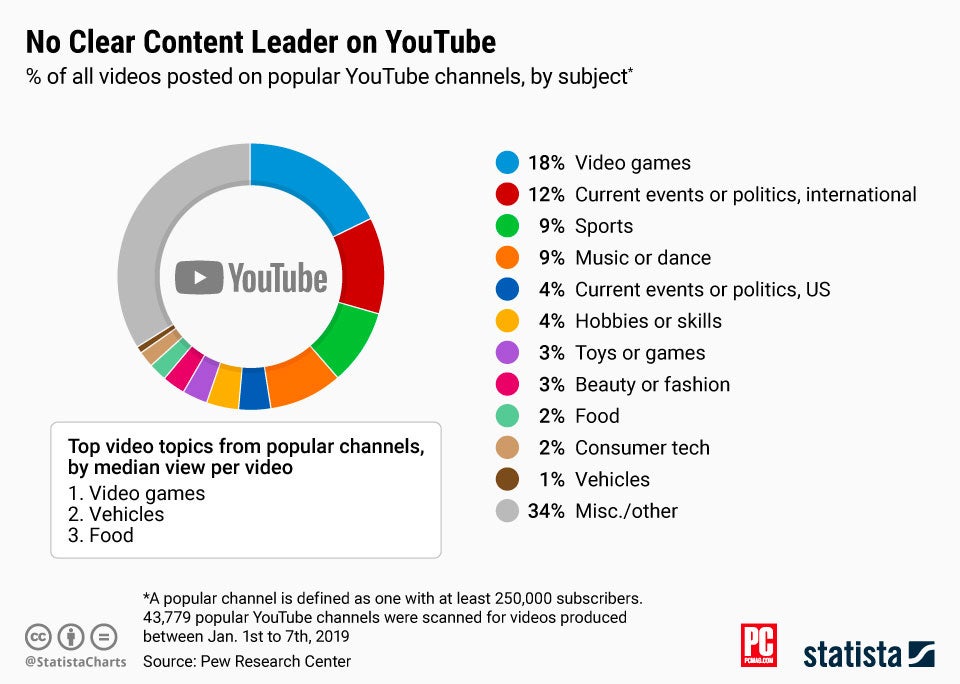 No Clear Content Leader on YouTube
% of all videos posted on popular YouTube channels, by subject*
YouTube
18% Video games
12% Current events or politics, international
9% Sports
9% Music or dance
4% Current events or politics, US
4% Hobbies or skills
3% Toys or games
3% Beauty or fashion
2% Food
2% Consumer tech
1% Vehicles
34% Misc./other
Top video topics from popular channels,
by median view per video
1. Video games
2. Vehicles
3. Food
*A popular channel is defined as one with at least 250,000 subscribers.
43,779 popular YouTube channels were scanned for videos produced
between Jan. 1st to 7th, 2019
Source: Pew Research Center
cc
@StatistaCharts
PC
PCMAG.COM
statista